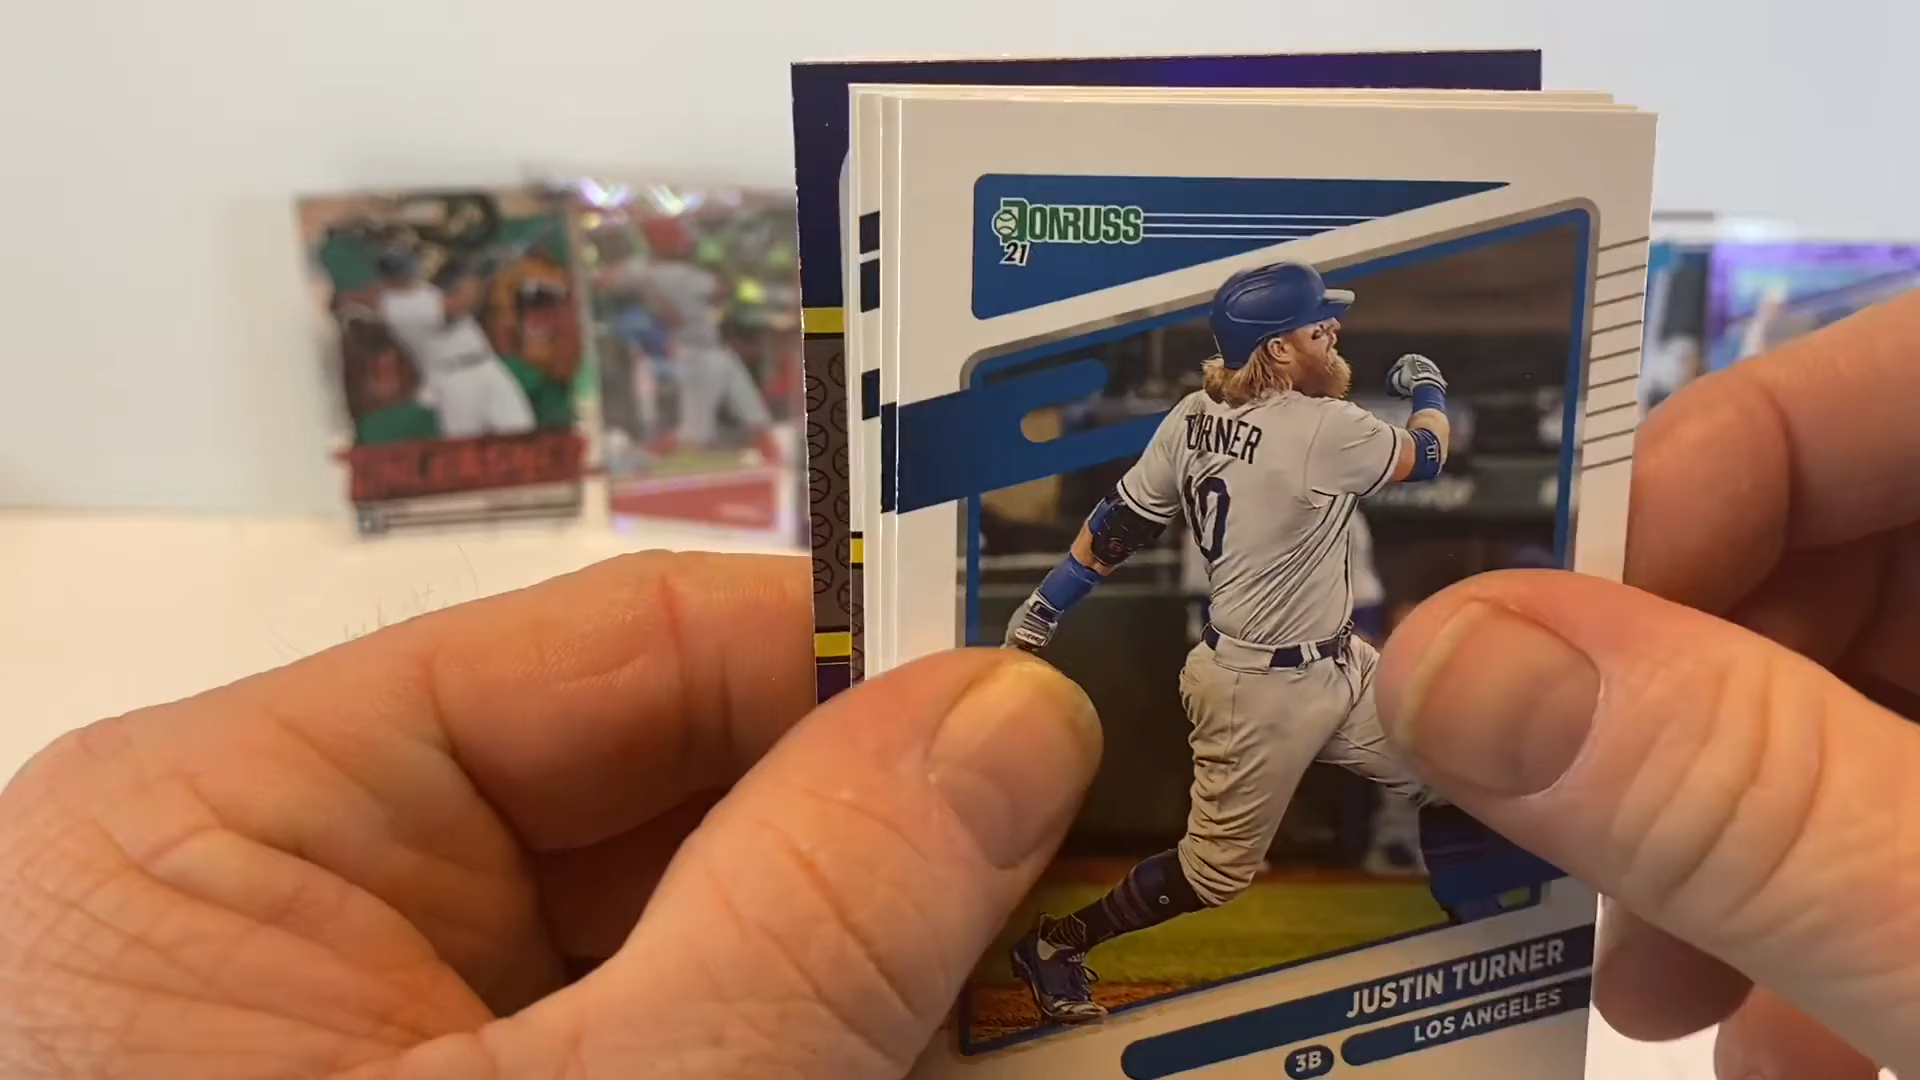 DONRUSS
21
TURNER
10
JUSTIN TURNER
LOS ANGELES
3B